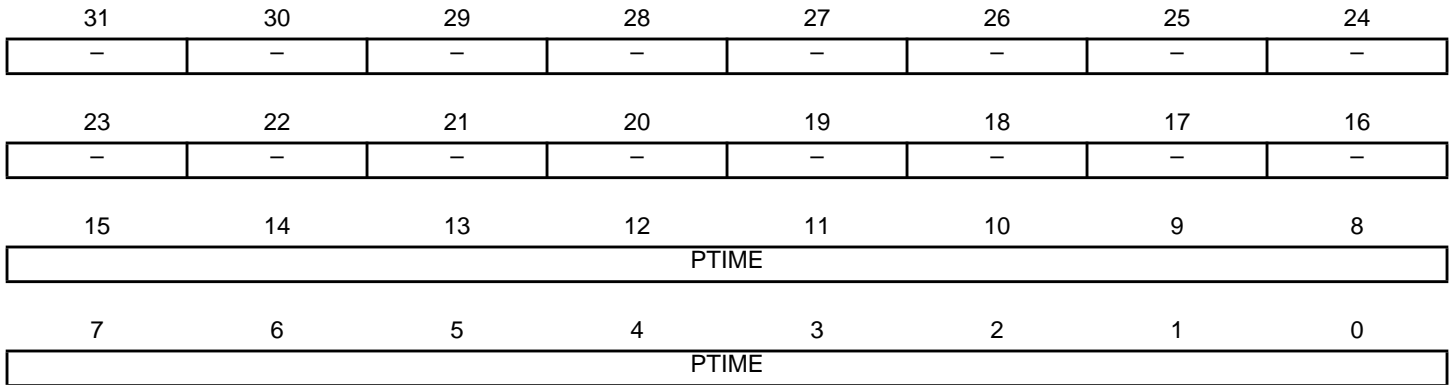 31 30 29 28 27 26 25 24
– – – – – – – –
23 22 21 20 19 18 17 16
– – – – – – – –
15 14 13 12 11 10 9 8
PTIME
7 6 5 4 3 2 1 0
PTIME